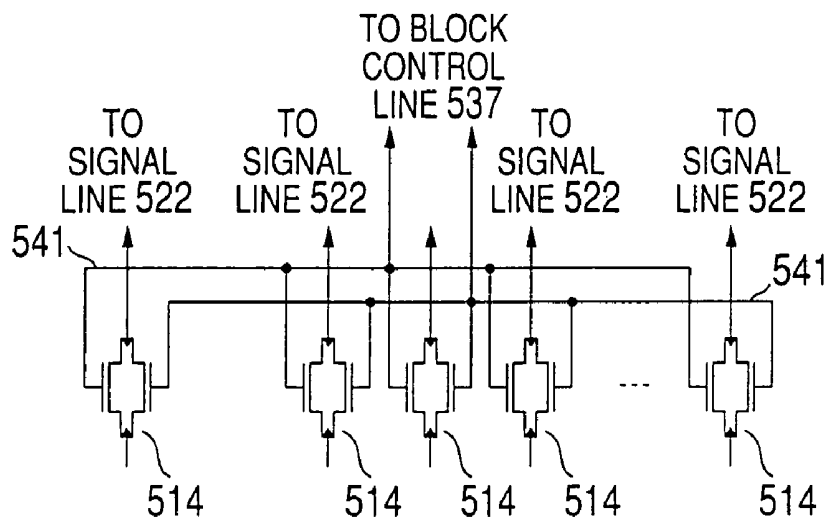 TO BLOCK
CONTROL
LINE 537
TO
SIGNAL
LINE 522
TO
SIGNAL
LINE 522
TO
SIGNAL
LINE 522
TO
SIGNAL
LINE 522
541
541
514
514
514
514
514